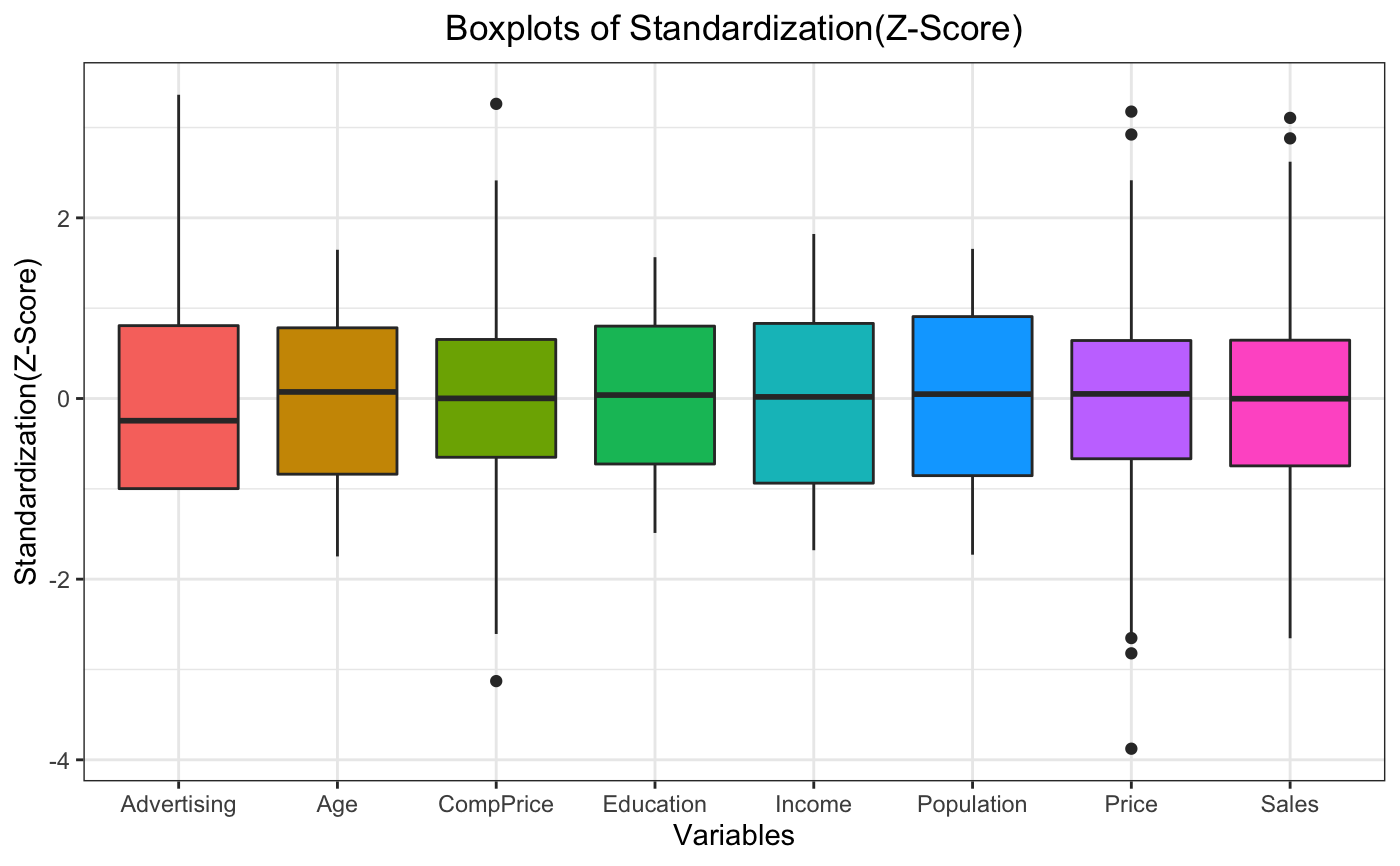 Boxplots of Standardization(Z-Score)
Standardization(Z-Score)
2
0
-2
-4
Advertising Age CompPrice Education Income Population Price Sales
Variables